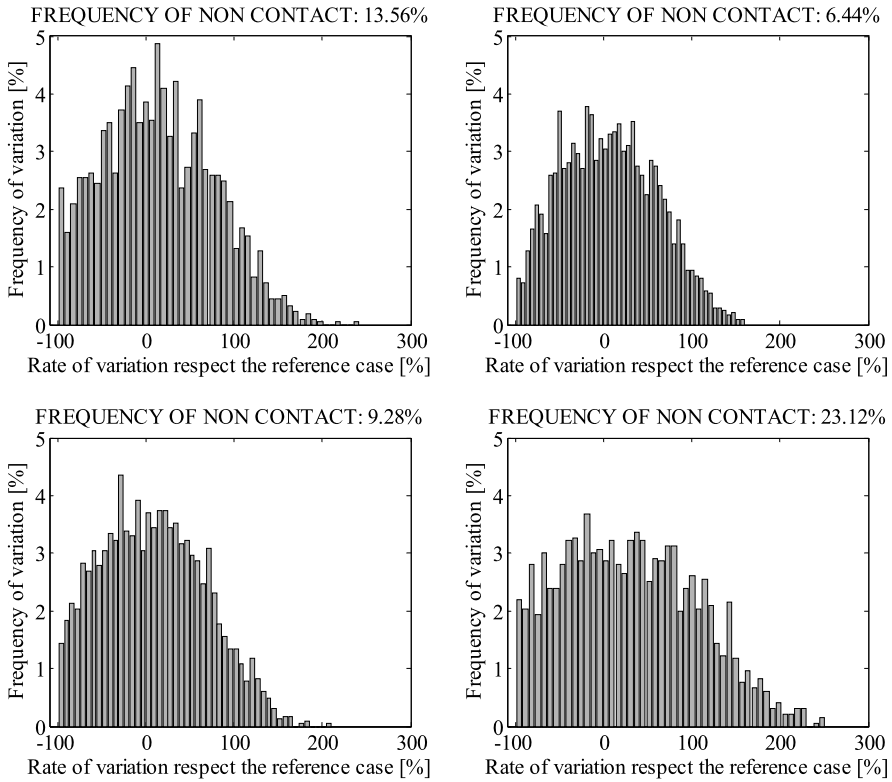 FREQUENCY OF NON CONTACT: 13.56%
Frequency of variation [%]
5
4
3
2
1
0
-100 0 100 200 300
Rate of variation respect the reference case [%]
FREQUENCY OF NON CONTACT: 6.44%
Frequency of variation [%]
5
4
3
2
1
0
-100 0 100 200 300
Rate of variation respect the reference case [%]
FREQUENCY OF NON CONTACT: 9.28%
Frequency of variation [%]
5
4
3
2
1
0
-100 0 100 200 300
Rate of variation respect the reference case [%]
FREQUENCY OF NON CONTACT: 23.12%
Frequency of variation [%]
5
4
3
2
1
0
-100 0 100 200 300
Rate of variation respect the reference case [%]